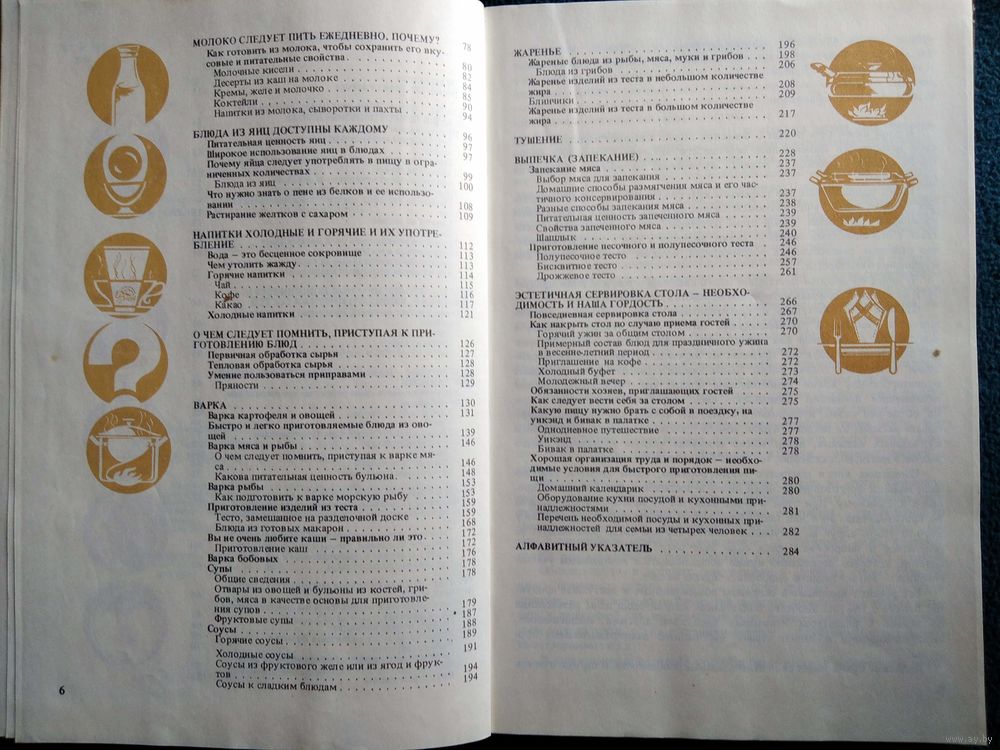 МОЛОКО СЛЕДУЕТ ПИТЬ ЕЖЕДНЕВНО, ПОЧЕМУ? 78
Как готовить из молока, чтобы сохранить его вку-
совые и питательные свойства. 80
Молочные кисели 82
Десерты из каш на молоке 84
Кремы, желе и молочко 85
Коктейли 90
Напитки из молока, сыворотки и пахты 94
БЛЮДА ИЗ ЯИЦ ДОСТУПНЫ КАЖДОМУ 96
Питательная ценность яиц 97
Широкое использование яиц в блюдах 97
Почему яйца следует употреблять в пищу в огра-
ниченных количествах 99
Блюда из яиц 100
Что нужно знать о пене из белков и ее использо-
вании 108
Растирание желтков с сахаром 109
НАПИТКИ ХОЛОДНЫЕ И ГОРЯЧИЕ И ИХ УПОТРЕ-
БЛЕНИЕ 112
Вода – это бесценное сокровище 113
Чем утолить жажду. 113
Горячие напитки 114
Чай 115
Кофе 116
Какао 117
Холодные напитки 121
О ЧЕМ СЛЕДУЕТ ПОМНИТЬ, ПРИСТУПАЯ К ПРИ-
ГОТОВЛЕНИЮ БЛЮД 126
Первичная обработка сырья 127
Тепловая обработка сырья 128
Умение пользоваться приправами 128
Пряности 129
ВАРКА 130
Варка картофеля и овощей 131
Быстро и легко приготовляемые блюда из ово-
щей 139
Варка мяса и рыбы 146
О чем следует помнить, приступая к варке мя-
са 146
Какова питательная ценность бульона. 148
Варка рыбы 153
Как подготовить к варке морскую рыбу 153
Приготовление изделий из теста 159
Тесто, замешанное на разделочной доске 159
Блюда из готовых макарон 168
Вы не очень любите каши – правильно ли это 172
Приготовление каш 172
Варка бобовых 176
Супы 178
Общие сведения 178
Отвары из овощей и бульоны из костей, гри-
бов, мяса в качестве основы для приготовле-
ния супов 179
Фруктовые супы 187
Соусы 188
Горячие соусы 189
Холодные соусы 191
Соусы из фруктового желе или из ягод и фрук-
тов 194
Соусы к сладким блюдам 194
6
ЖАРЕНЬЕ 196
Жареные блюда из рыбы, мяса, муки и грибов 198
Блюда из грибов 206
Жаренье изделий из теста в небольшом количестве
жира 208
Блинчики 209
Жаренье изделий из теста в большом количестве
жира 217
ТУШЕНИЕ 220
ВЫПЕЧКА (ЗАПЕКАНИЕ) 228
Запекание мяса 237
Выбор мяса для запекания 237
Домашние способы размягчения мяса и его час-
тичного консервирования 237
Разные способы запекания мяса 238
Питательная ценность запеченного мяса 239
Свойства запеченного мяса 239
Шашлык 240
Приготовление песочного и полупесочного теста 246
Полупесочное тесто 246
Бисквитное тесто 257
Дрожжевое тесто 261
ЭСТЕТИЧНАЯ СЕРВИРОВКА СТОЛА – НЕОБХО-
ДИМОСТЬ И НАША ГОРДОСТЬ 266
Повседневная сервировка стола 267
Как накрыть стол по случаю приема гостей 270
Горячий ужин за общим столом 270
Примерный состав блюд для праздничного ужина
в весенне-летний период 272
Приглашение на кофе 272
Холодный буфет 273
Молодежный вечер 274
Обязанности хозяев, приглашающих гостей 275
Как следует вести себя за столом 275
Какую пищу нужно брать с собой в поездку, на
уикэнд и бивак в палатке 277
Однодневное путешествие 277
Уикэнд 278
Бивак в палатке 278
Хорошая организация труда и порядок – необхо-
димые условия для быстрого приготовления пи-
щи 280
Домашний календарик 280
Оборудование кухни посудой и кухонными при-
надлежностями 281
Перечень необходимой посуды и кухонных при-
надлежностей для семьи из четырех человек 282
АЛФАВИТНЫЙ УКАЗАТЕЛЬ 284
www.ay.by